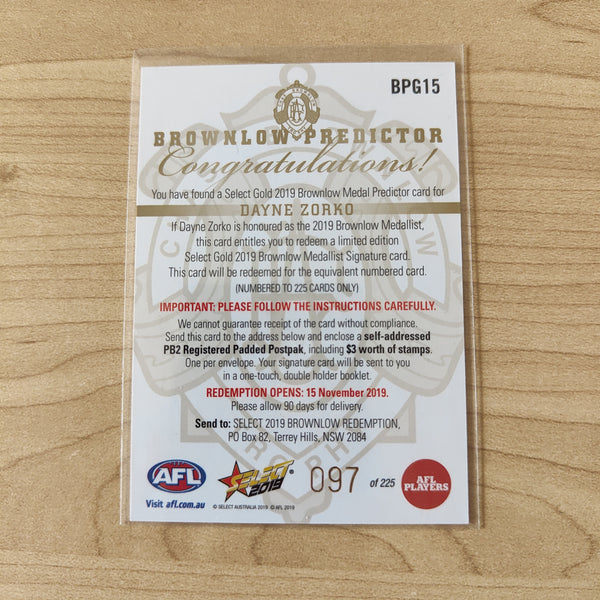 BPG15
BROWNLOW PREDICTOR
Congratulations!
You have found a Select Gold 2019 Brownlow Medal Predictor card for
DAYNE ZORKO
If Dayne Zorko is honoured as the 2019 Brownlow Medallist,
this card entitles you to redeem a limited edition
Select Gold 2019 Brownlow Medallist Signature card.
This card will be redeemed for the equivalent numbered card.
(NUMBERED TO 225 CARDS ONLY)
IMPORTANT: PLEASE FOLLOW THE INSTRUCTIONS CAREFULLY.
We cannot guarantee receipt of the card without compliance.
Send this card to the address below and enclose a self-addressed
PB2 Registered Padded Postpak, including $3 worth of stamps.
One per envelope. Your signature card will be sent to you
in a one-touch, double holder booklet.
REDEMPTION OPENS: 15 November 2019.
Please allow 90 days for delivery.
Send to: SELECT 2019 BROWNLOW REDEMPTION,
PO Box 82, Terrey Hills, NSW 2084
AFL
SELECT
2019
097 of 225
AFL
PLAYERS
Visit afl.com.au
© SELECT AUSTRALIA 2019 © AFL 2019